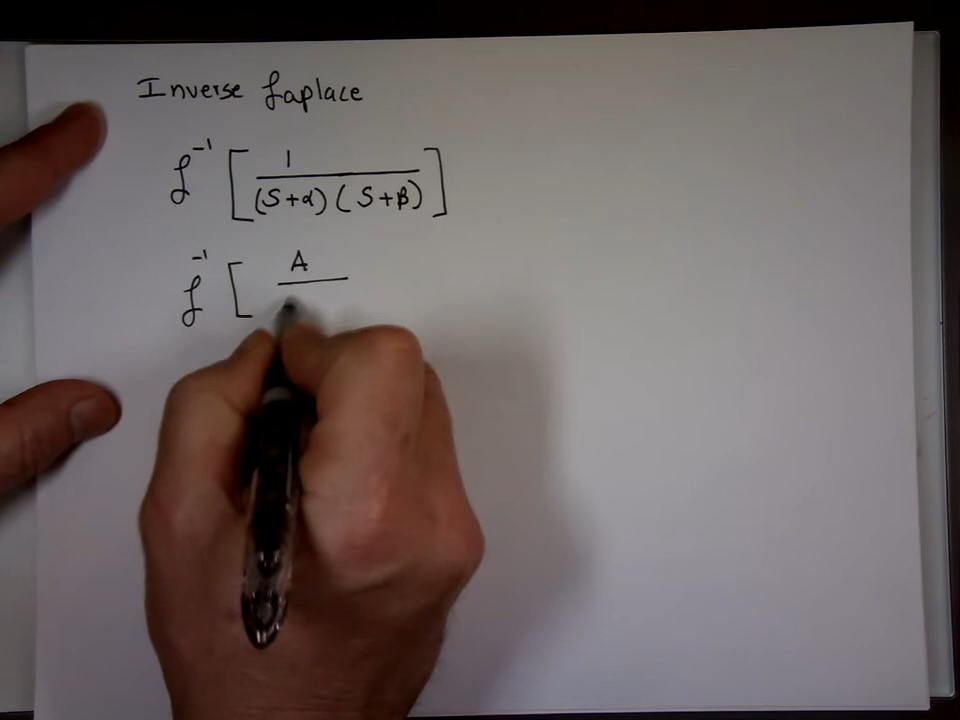 Inverse Laplace
ℒ⁻¹ [ 1 / (S+α)(S+β) ]
ℒ⁻¹ [ A /